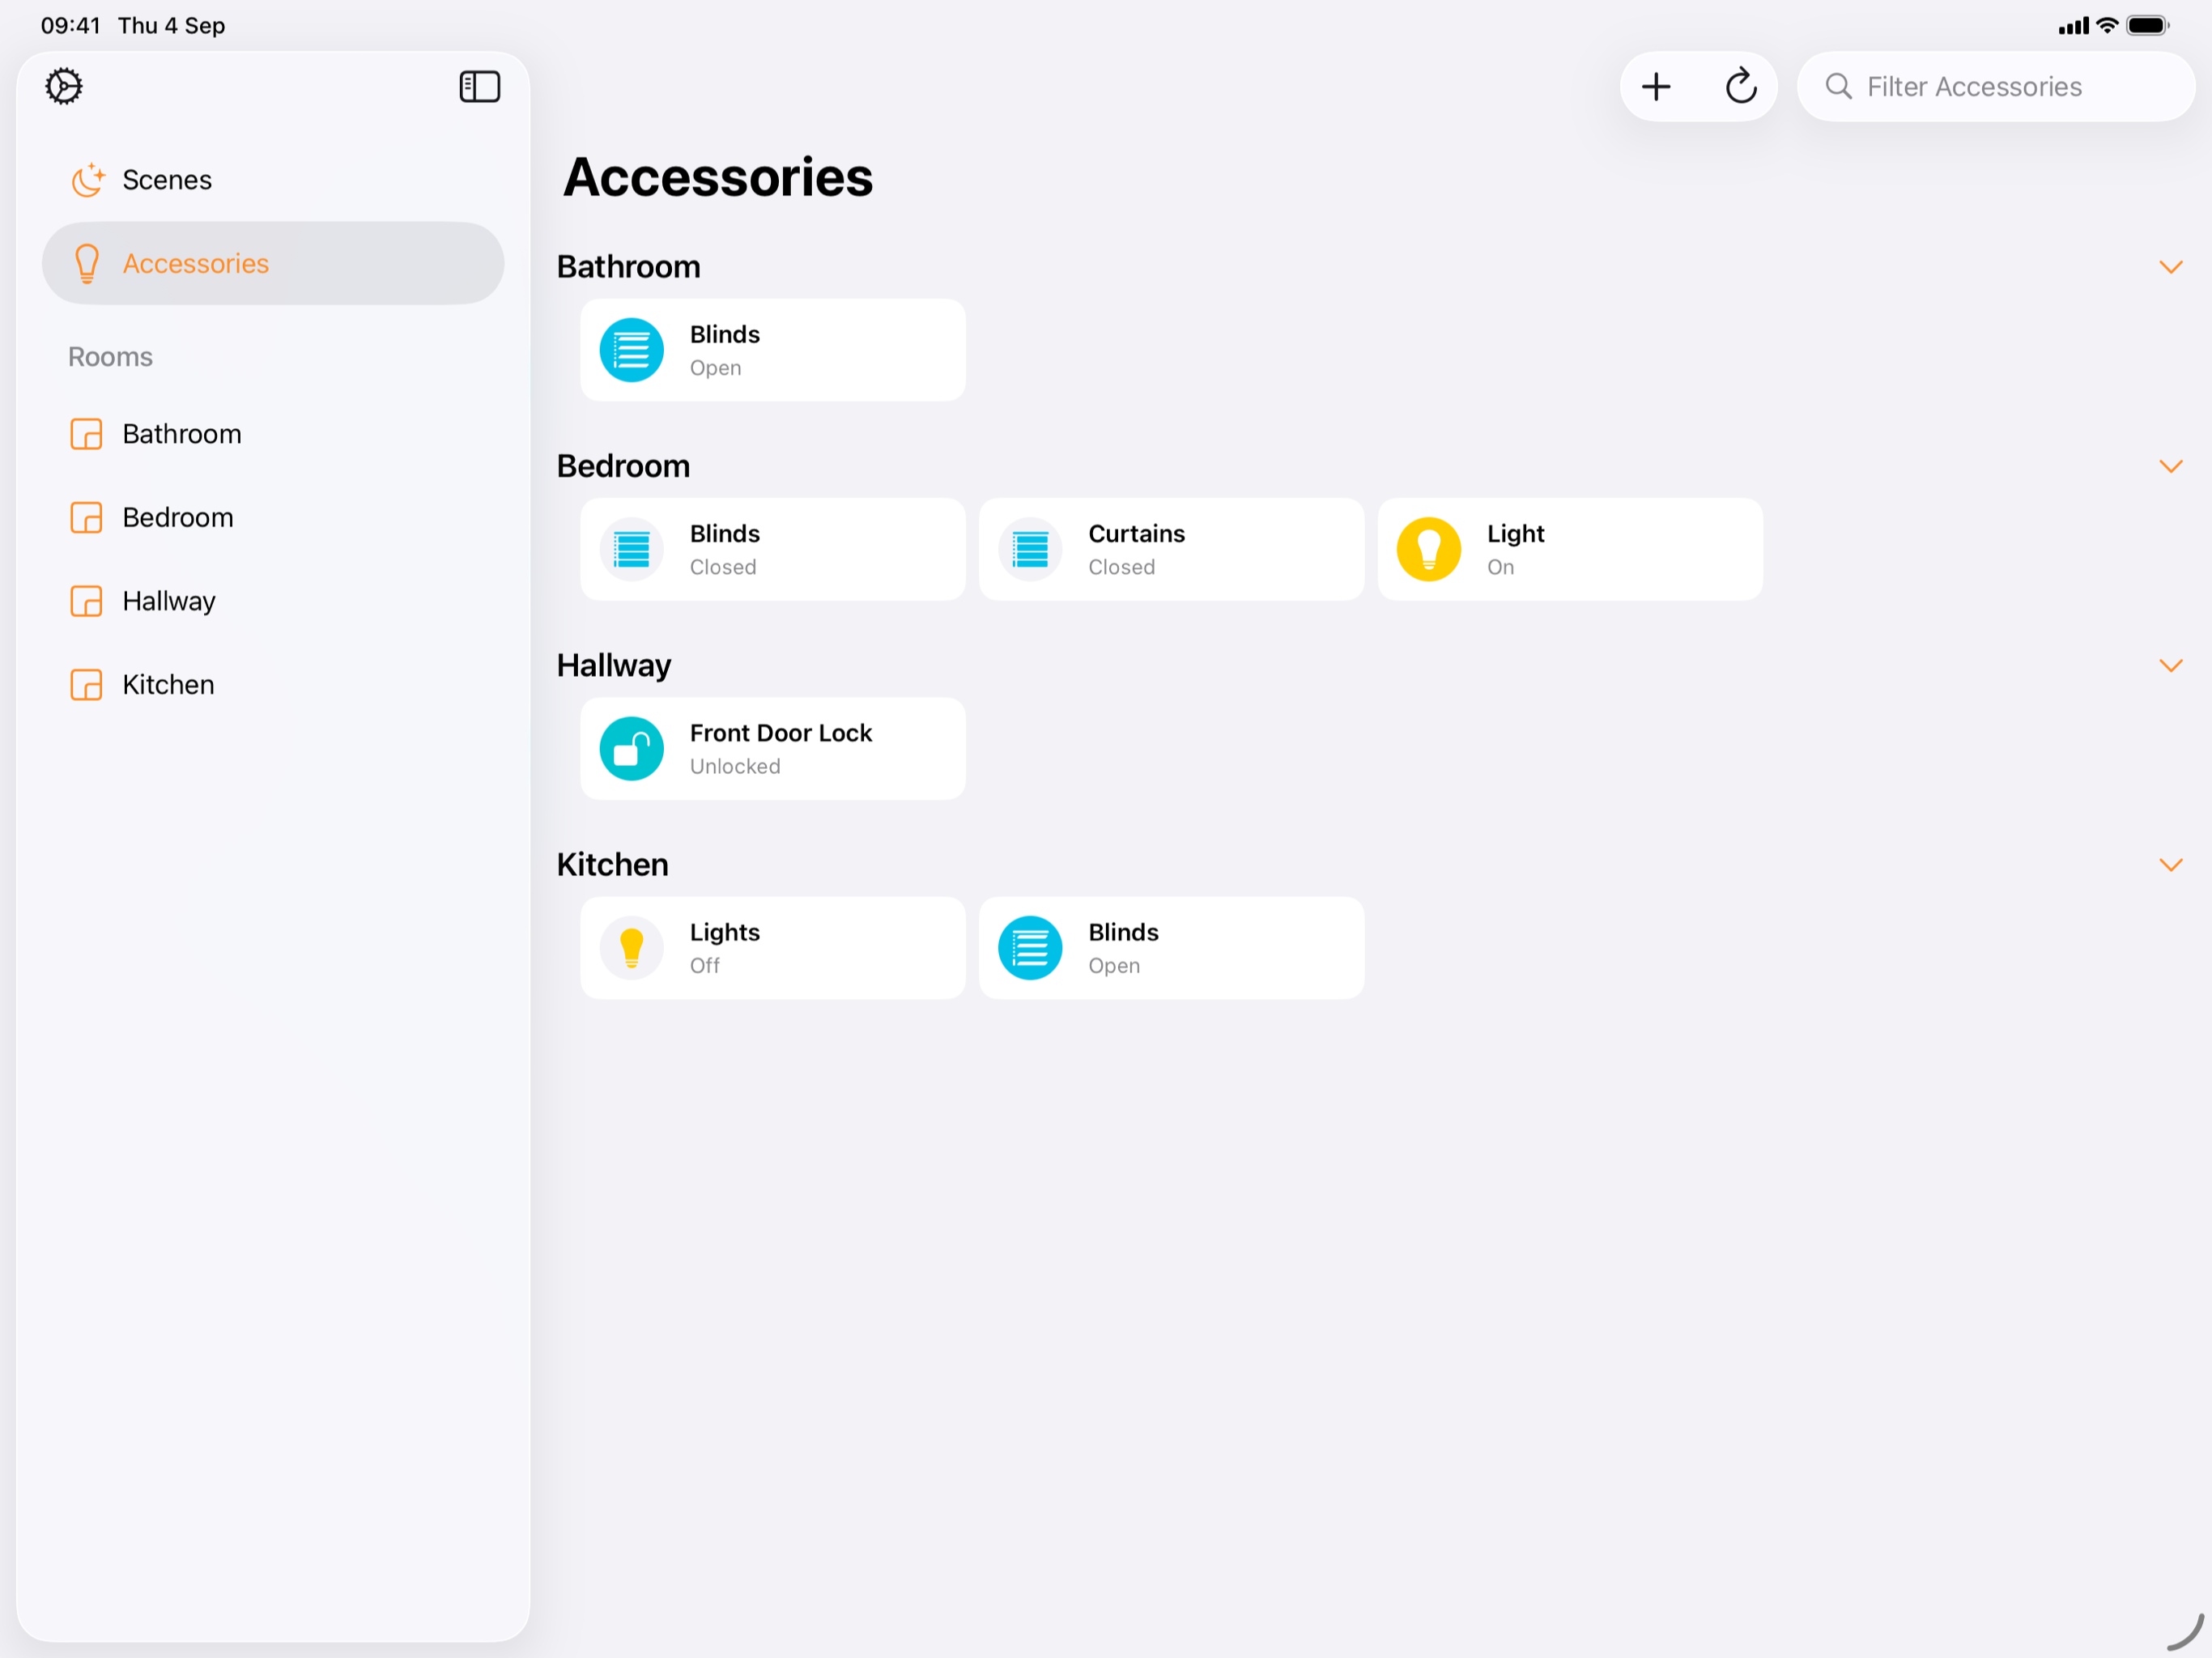 09:41 Thu 4 Sep
Filter Accessories
Scenes
Accessories
Rooms
Bathroom
Bedroom
Hallway
Kitchen
Accessories
Bathroom
Blinds
Open
Bedroom
Blinds
Closed
Curtains
Closed
Light
On
Hallway
Front Door Lock
Unlocked
Kitchen
Lights
Off
Blinds
Open